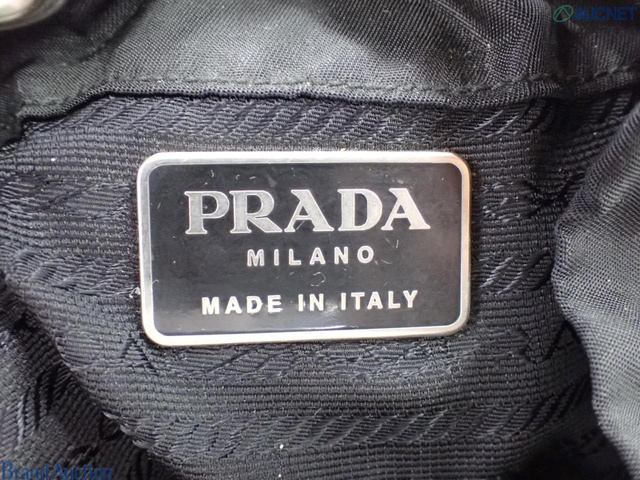 AUCNET
PRADA
MILANO
MADE IN ITALY
Brand Auction